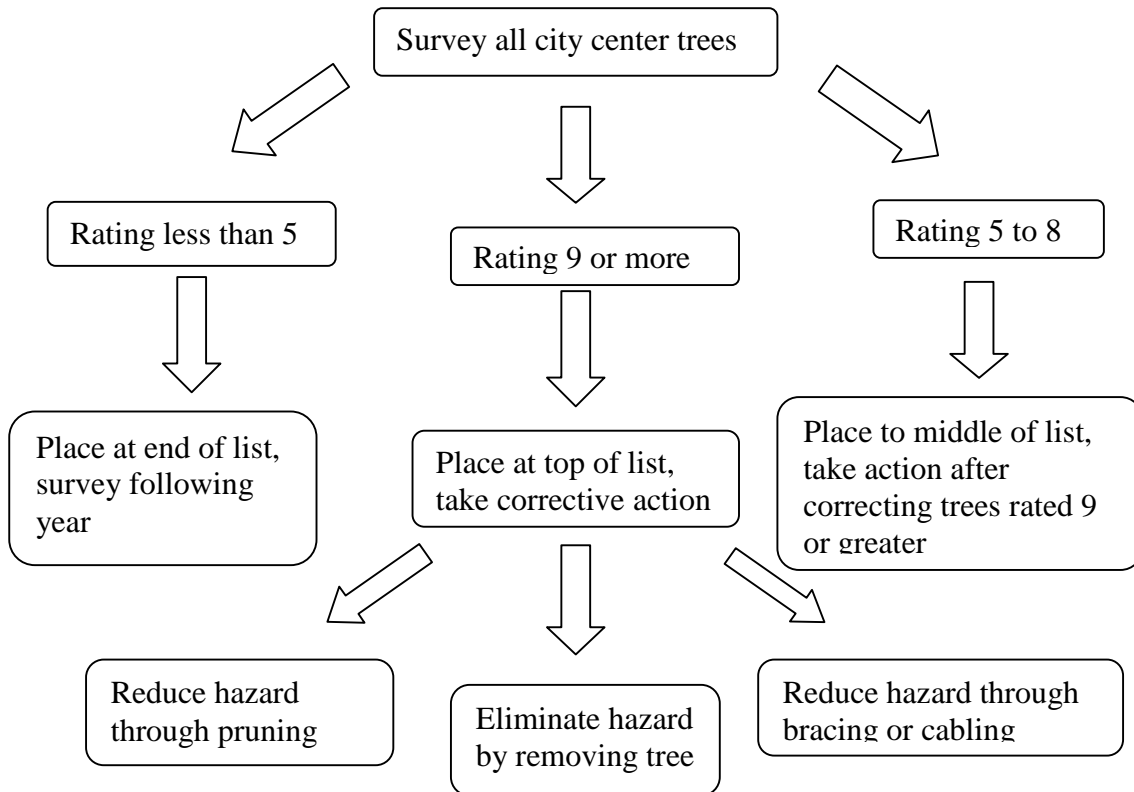 Survey all city center trees
Rating less than 5
Rating 9 or more
Rating 5 to 8
Place at end of list,
survey following
year
Place at top of list,
take corrective action
Place to middle of list,
take action after
correcting trees rated 9
or greater
Reduce hazard
through pruning
Eliminate hazard
by removing tree
Reduce hazard through
bracing or cabling